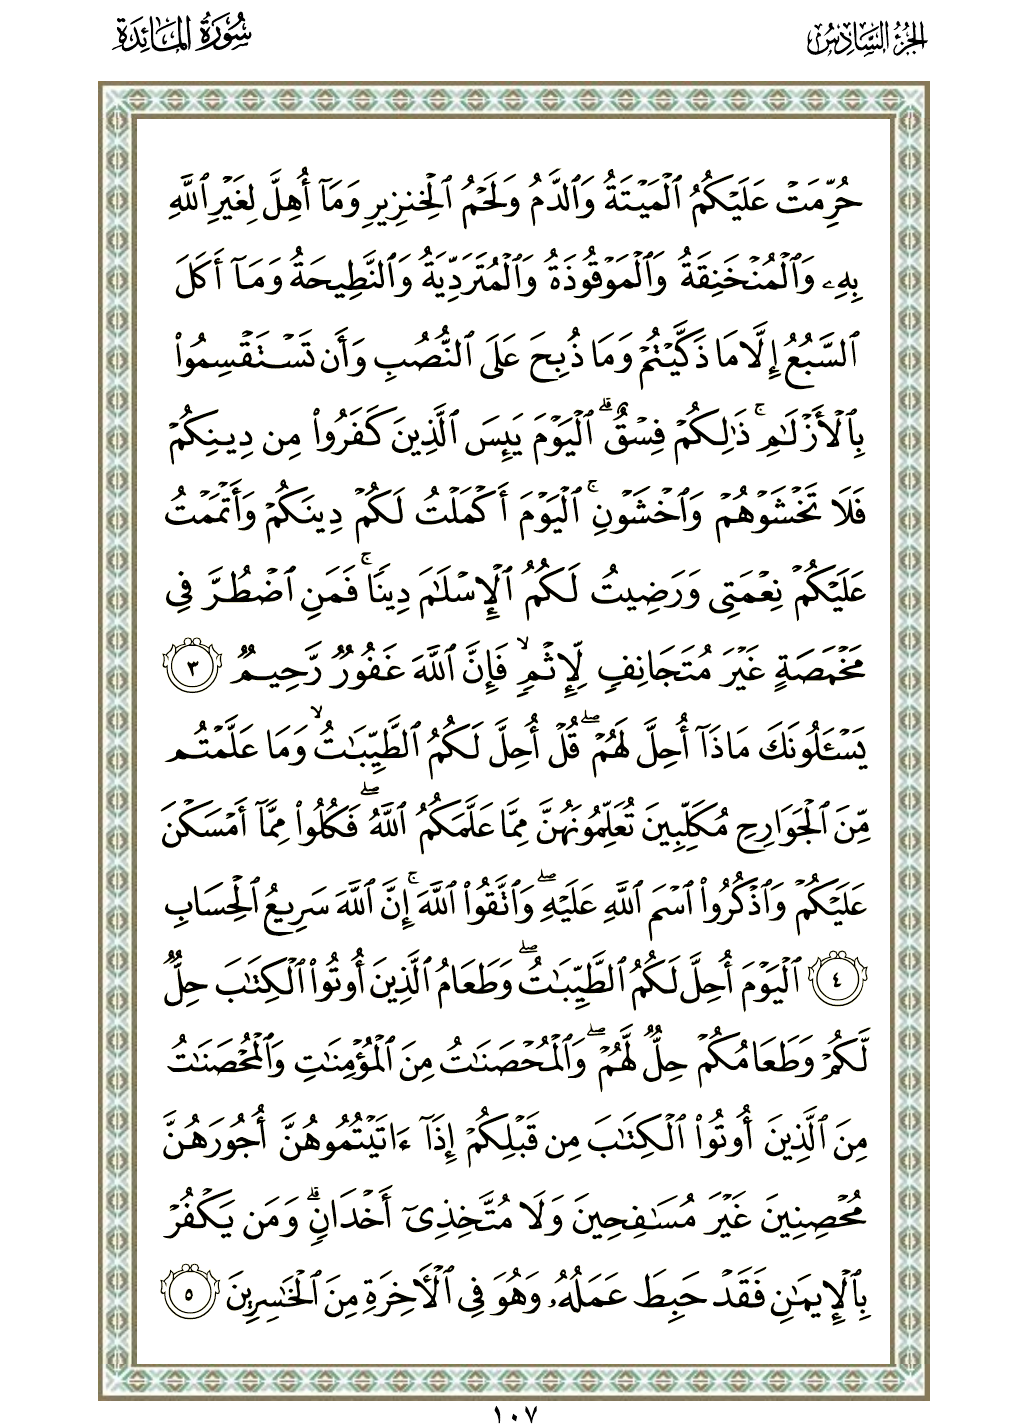 الجزء السادس
سورة المائدة
حُرِّمَتْ عَلَيْكُمُ ٱلْمَيْتَةُ وَٱلدَّمُ وَلَحْمُ ٱلْخِنزِيرِ وَمَآ أُهِلَّ لِغَيْرِ ٱللَّهِ
بِهِۦ وَٱلْمُنْخَنِقَةُ وَٱلْمَوْقُوذَةُ وَٱلْمُتَرَدِّيَةُ وَٱلنَّطِيحَةُ وَمَآ أَكَلَ
ٱلسَّبُعُ إِلَّا مَا ذَكَّيْتُمْ وَمَا ذُبِحَ عَلَى ٱلنُّصُبِ وَأَن تَسْتَقْسِمُوا۟
بِٱلْأَزْلَٰمِ ۚ ذَٰلِكُمْ فِسْقٌ ۗ ٱلْيَوْمَ يَئِسَ ٱلَّذِينَ كَفَرُوا۟ مِن دِينِكُمْ
فَلَا تَخْشَوْهُمْ وَٱخْشَوْنِ ۚ ٱلْيَوْمَ أَكْمَلْتُ لَكُمْ دِينَكُمْ وَأَتْمَمْتُ
عَلَيْكُمْ نِعْمَتِى وَرَضِيتُ لَكُمُ ٱلْإِسْلَٰمَ دِينًا ۚ فَمَنِ ٱضْطُرَّ فِى
مَخْمَصَةٍ غَيْرَ مُتَجَانِفٍ لِّإِثْمٍ ۙ فَإِنَّ ٱللَّهَ غَفُورٌ رَّحِيمٌ ٣
يَسْـَٔلُونَكَ مَاذَآ أُحِلَّ لَهُمْ ۖ قُلْ أُحِلَّ لَكُمُ ٱلطَّيِّبَٰتُ ۙ وَمَا عَلَّمْتُم
مِّنَ ٱلْجَوَارِحِ مُكَلِّبِينَ تُعَلِّمُونَهُنَّ مِمَّا عَلَّمَكُمُ ٱللَّهُ ۖ فَكُلُوا۟ مِمَّآ أَمْسَكْنَ
عَلَيْكُمْ وَٱذْكُرُوا۟ ٱسْمَ ٱللَّهِ عَلَيْهِ ۖ وَٱتَّقُوا۟ ٱللَّهَ ۚ إِنَّ ٱللَّهَ سَرِيعُ ٱلْحِسَابِ
٤ ٱلْيَوْمَ أُحِلَّ لَكُمُ ٱلطَّيِّبَٰتُ ۖ وَطَعَامُ ٱلَّذِينَ أُوتُوا۟ ٱلْكِتَٰبَ حِلٌّ
لَّكُمْ وَطَعَامُكُمْ حِلٌّ لَّهُمْ ۖ وَٱلْمُحْصَنَٰتُ مِنَ ٱلْمُؤْمِنَٰتِ وَٱلْمُحْصَنَٰتُ
مِنَ ٱلَّذِينَ أُوتُوا۟ ٱلْكِتَٰبَ مِن قَبْلِكُمْ إِذَآ ءَاتَيْتُمُوهُنَّ أُجُورَهُنَّ
مُحْصِنِينَ غَيْرَ مُسَٰفِحِينَ وَلَا مُتَّخِذِىٓ أَخْدَانٍ ۗ وَمَن يَكْفُرْ
بِٱلْإِيمَٰنِ فَقَدْ حَبِطَ عَمَلُهُۥ وَهُوَ فِى ٱلْـَٔاخِرَةِ مِنَ ٱلْخَٰسِرِينَ ٥
١٠٧